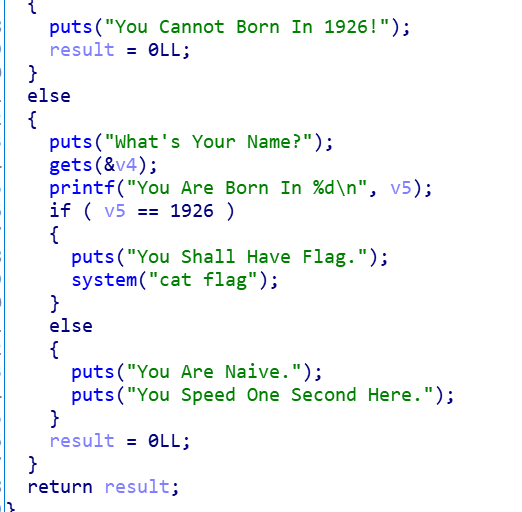 {
puts("You Cannot Born In 1926!");
result = 0LL;
}
else
{
puts("What's Your Name?");
gets(&v4);
printf("You Are Born In %d\n", v5);
if ( v5 == 1926 )
{
puts("You Shall Have Flag.");
system("cat flag");
}
else
{
puts("You Are Naive.");
puts("You Speed One Second Here.");
}
result = 0LL;
}
return result;
}